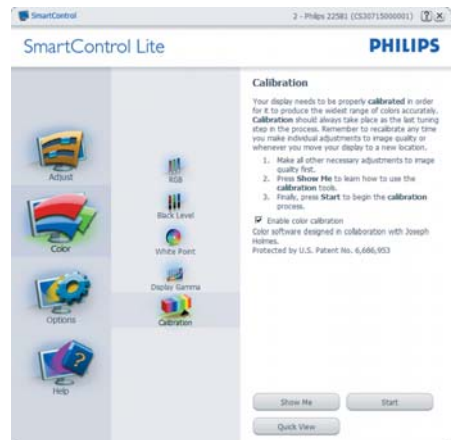 SmartControl
2 - Philips 225B1 (CS30715000001)
SmartControl Lite
PHILIPS
Adjust
Color
Options
Help
RGB
Black Level
White Point
Display Gamma
Calibration
Calibration
Your display needs to be properly calibrated in order
for it to produce the widest range of colors accurately.
Calibration should always take place as the last tuning
step in the process. Remember to recalibrate any time
you make individual adjustments to image quality or
whenever you move your display to a new location.
1. Make all other necessary adjustments to image
quality first.
2. Press Show Me to learn how to use the
calibration tools.
3. Finally, press Start to begin the calibration
process.
Enable color calibration
Color software designed in collaboration with Joseph
Holmes.
Protected by U.S. Patent No. 6,686,953
Show Me
Start
Quick View